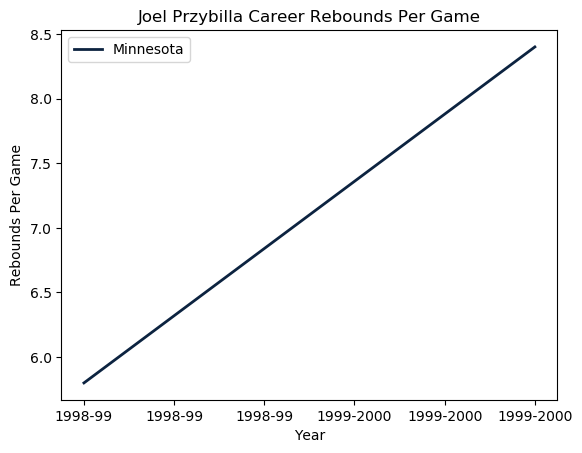 Joel Przybilla Career Rebounds Per Game
Minnesota
8.5
8.0
7.5
7.0
6.5
6.0
Rebounds Per Game
1998-99 1998-99 1998-99 1999-2000 1999-2000 1999-2000
Year